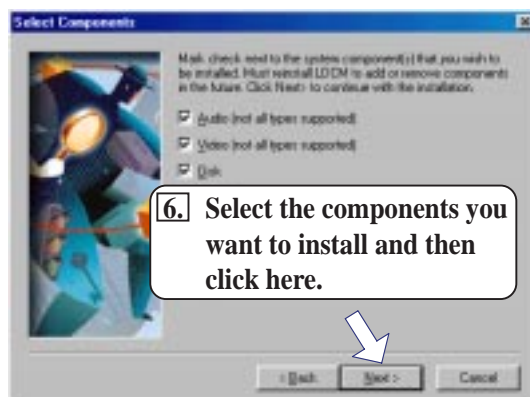 Select Components
Mark check next to the system component(s) that you wish to
be installed. Must reinstall LDCM to add or remove components
in the future. Click Next> to continue with the installation.
Audio (not all types supported)
Video (not all types supported)
Disk
6. Select the components you
want to install and then
click here.
< Back Next > Cancel